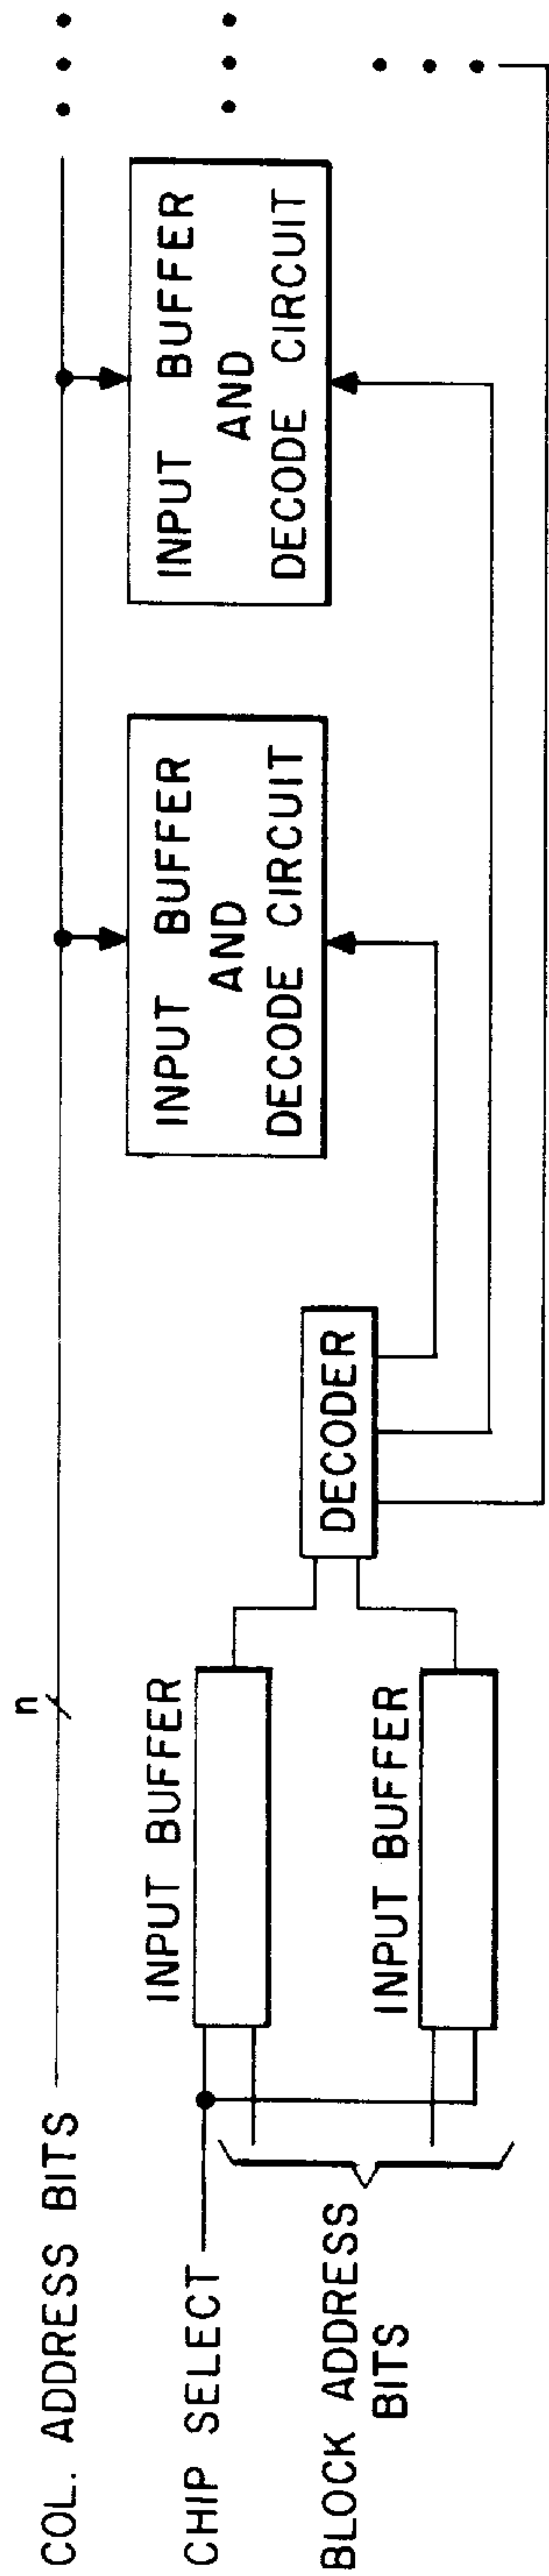 COL. ADDRESS BITS
n
CHIP SELECT
BLOCK ADDRESS
BITS
INPUT BUFFER
INPUT BUFFER
DECODER
INPUT BUFFER
AND
DECODE CIRCUIT
INPUT BUFFER
AND
DECODE CIRCUIT